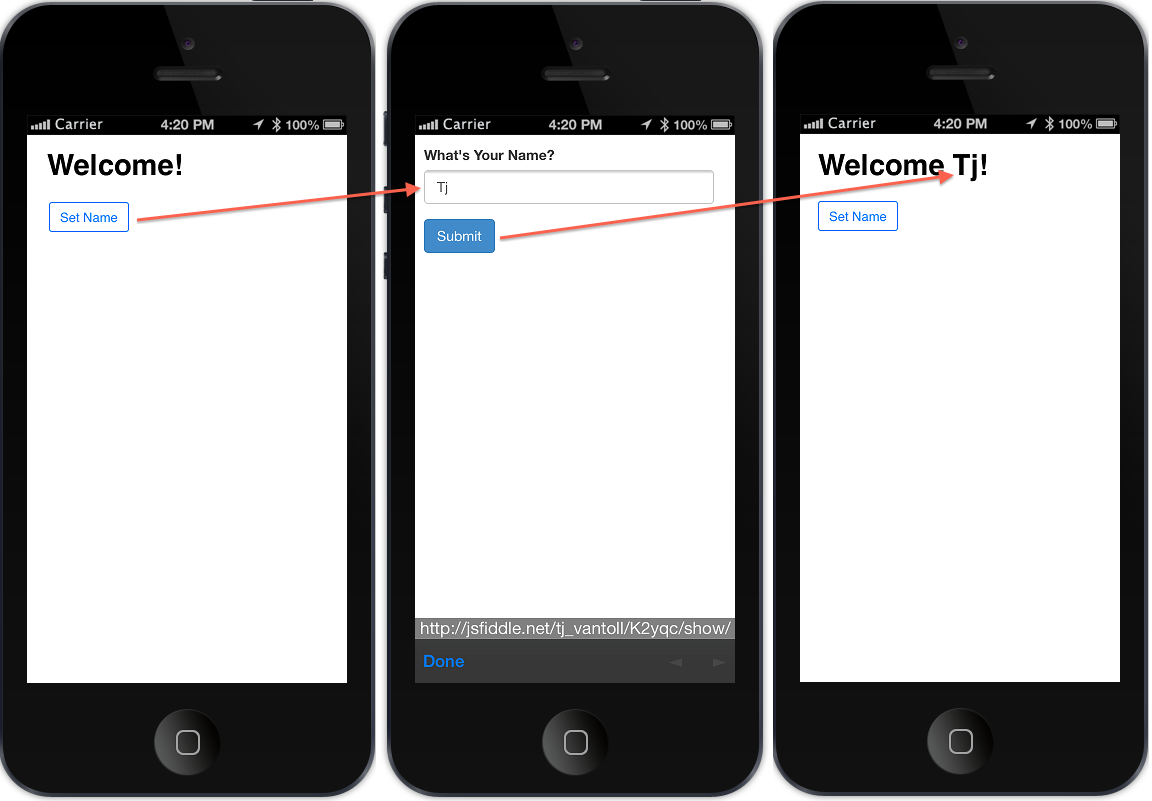 Carrier 4:20 PM 100%
Welcome!
Set Name
Carrier 4:20 PM 100%
What's Your Name?
Tj
Submit
http://jsfiddle.net/tj_vantoll/K2yqc/show/
Done
Carrier 4:20 PM 100%
Welcome Tj!
Set Name